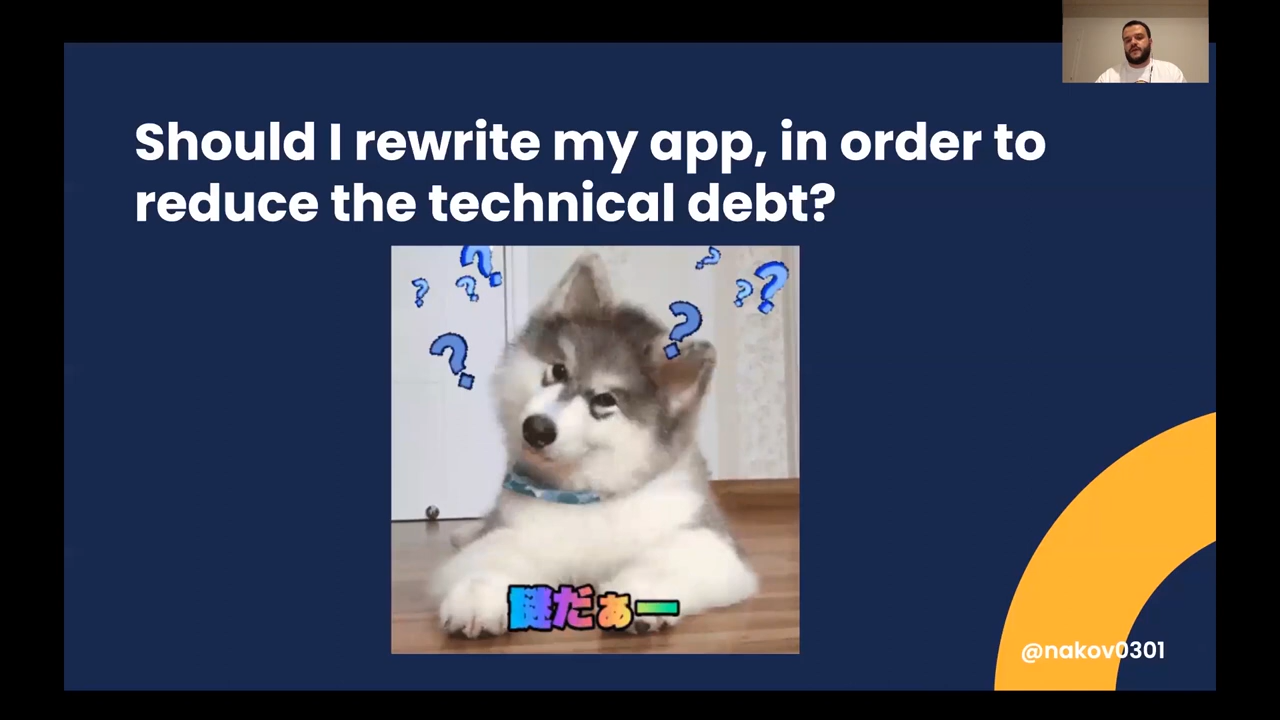 Should I rewrite my app, in order to
reduce the technical debt?
? ? ? ? ? ? ? ?
謎だぁー
@nakov0301